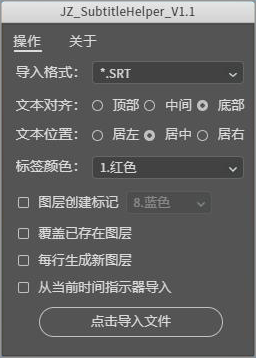 JZ_SubtitleHelper_V1.1
操作 关于
导入格式: *.SRT
文本对齐: 顶部 中间 底部
文本位置: 居左 居中 居右
标签颜色: 1.红色
图层创建标记 8.蓝色
覆盖已存在图层
每行生成新图层
从当前时间指示器导入
点击导入文件